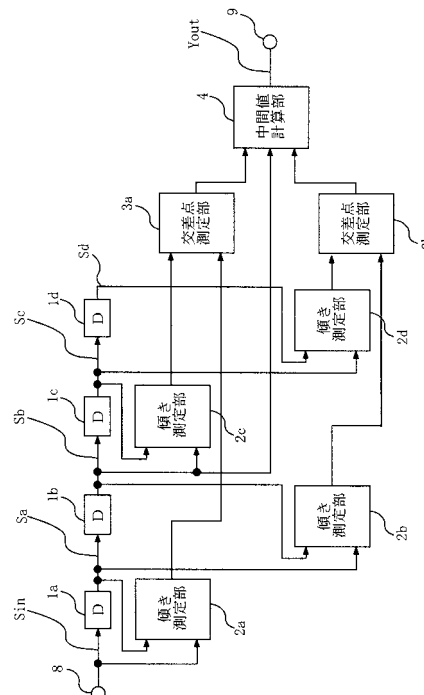 8
Sin
1a
D
Sa
1b
D
Sb
1c
D
Sc
1d
D
Sd
傾き
測定部
2a
傾き
測定部
2b
傾き
測定部
2c
傾き
測定部
2d
3a
交差点
測定部
交差点
測定部
4
中間値
計算部
Yout
9